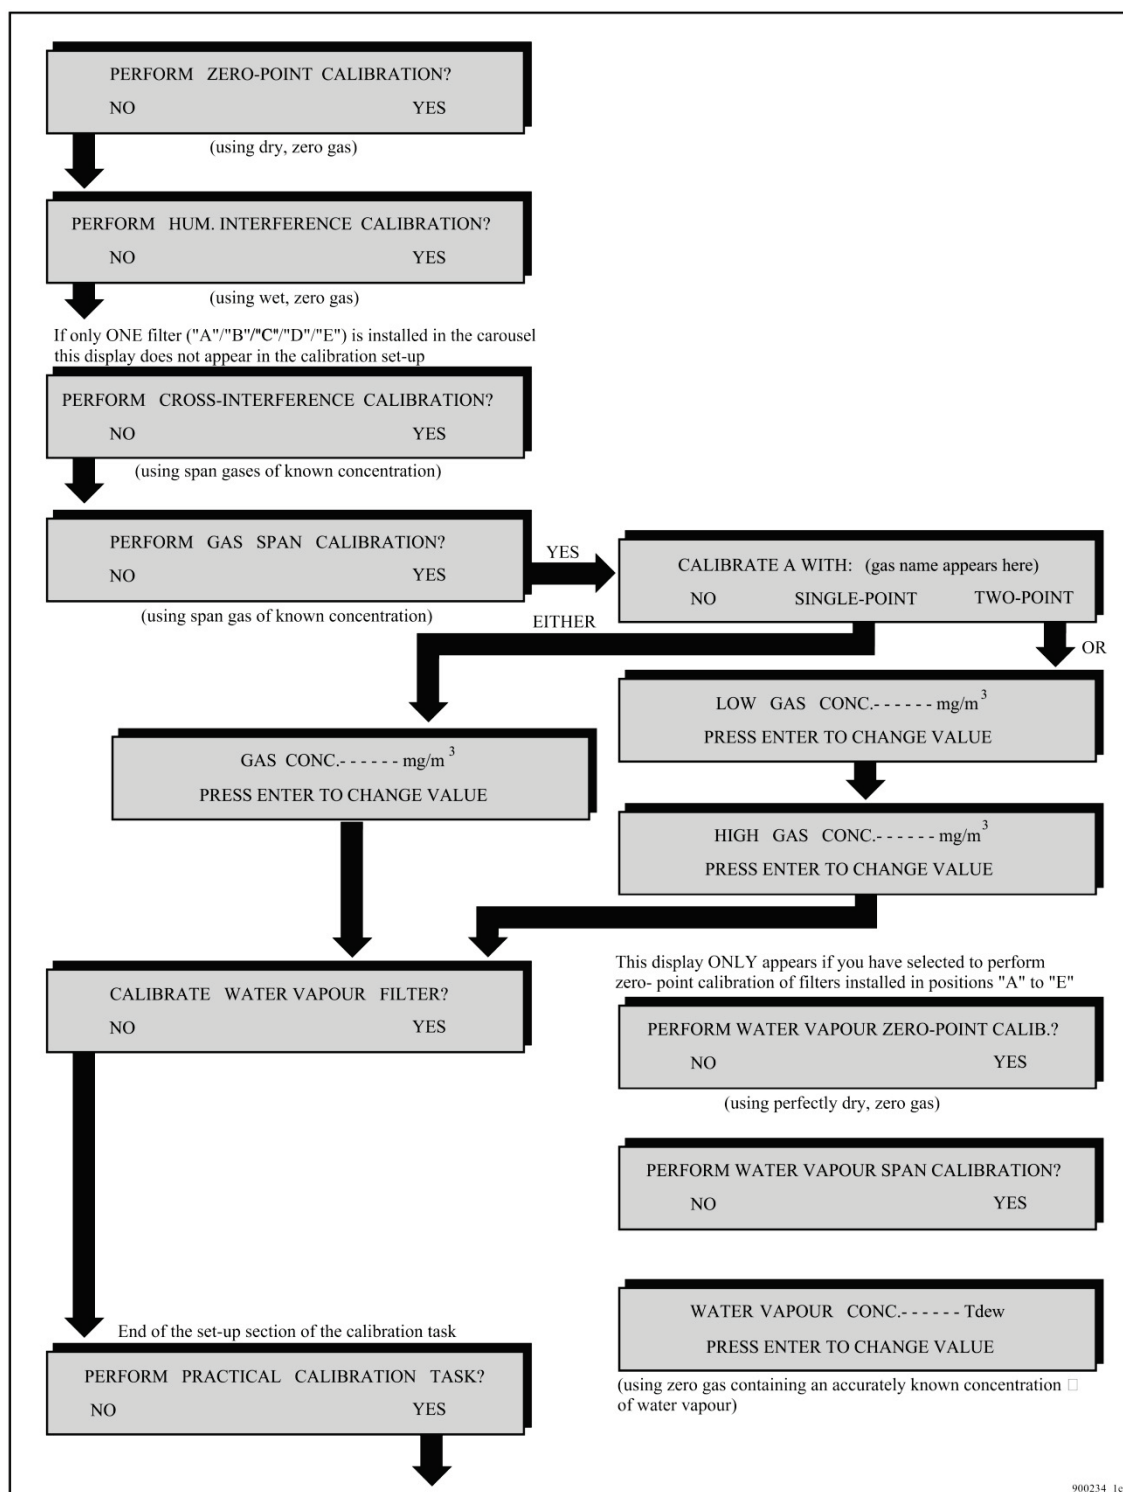 PERFORM ZERO-POINT CALIBRATION?
NO YES
(using dry, zero gas)
PERFORM HUM. INTERFERENCE CALIBRATION?
NO YES
(using wet, zero gas)
If only ONE filter ("A"/"B"/"C"/"D"/"E") is installed in the carousel
this display does not appear in the calibration set-up
PERFORM CROSS-INTERFERENCE CALIBRATION?
NO YES
(using span gases of known concentration)
PERFORM GAS SPAN CALIBRATION?
NO YES
(using span gas of known concentration)
YES
CALIBRATE A WITH: (gas name appears here)
NO SINGLE-POINT TWO-POINT
EITHER
OR
GAS CONC.- - - - - - mg/m³
PRESS ENTER TO CHANGE VALUE
LOW GAS CONC.- - - - - - mg/m³
PRESS ENTER TO CHANGE VALUE
HIGH GAS CONC.- - - - - - mg/m³
PRESS ENTER TO CHANGE VALUE
CALIBRATE WATER VAPOUR FILTER?
NO YES
This display ONLY appears if you have selected to perform
zero- point calibration of filters installed in positions "A" to "E"
PERFORM WATER VAPOUR ZERO-POINT CALIB.?
NO YES
(using perfectly dry, zero gas)
PERFORM WATER VAPOUR SPAN CALIBRATION?
NO YES
WATER VAPOUR CONC.- - - - - - Tdew
PRESS ENTER TO CHANGE VALUE
(using zero gas containing an accurately known concentration □
of water vapour)
End of the set-up section of the calibration task
PERFORM PRACTICAL CALIBRATION TASK?
NO YES